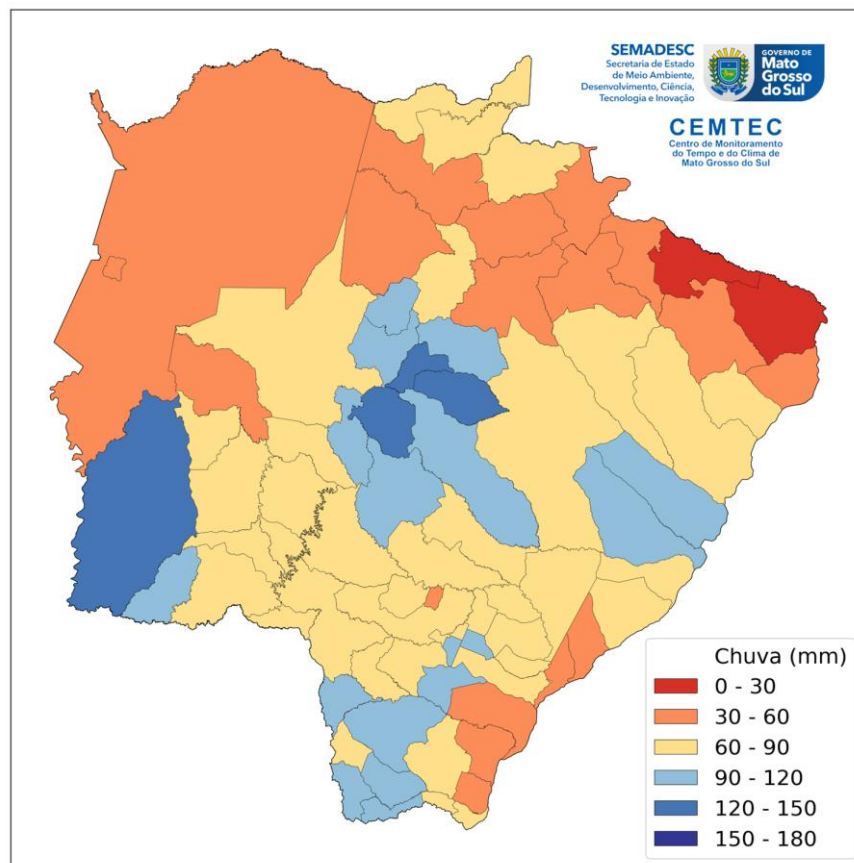 SEMADESC
Secretaria de Estado
de Meio Ambiente,
Desenvolvimento, Ciência,
Tecnologia e Inovação
GOVERNO DE
Mato
Grosso
do Sul
CEMTEC
Centro de Monitoramento
do Tempo e do Clima de
Mato Grosso do Sul
Chuva (mm)
0 - 30
30 - 60
60 - 90
90 - 120
120 - 150
150 - 180